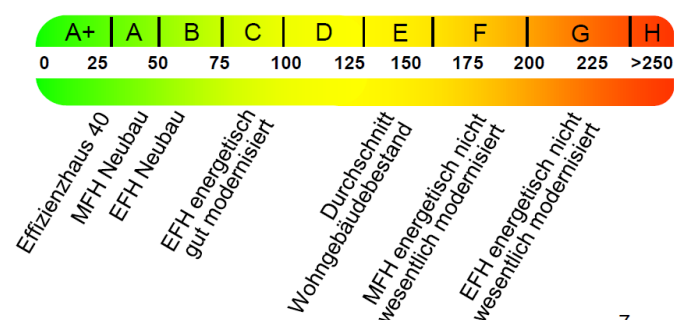 A+ A B C D E F G H
0 25 50 75 100 125 150 175 200 225 >250
Effizienzhaus 40
MFH Neubau
EFH Neubau
EFH energetisch
gut modernisiert
Durchschnitt
Wohngebäudebestand
MFH energetisch nicht
wesentlich modernisiert
EFH energetisch nicht
wesentlich modernisiert